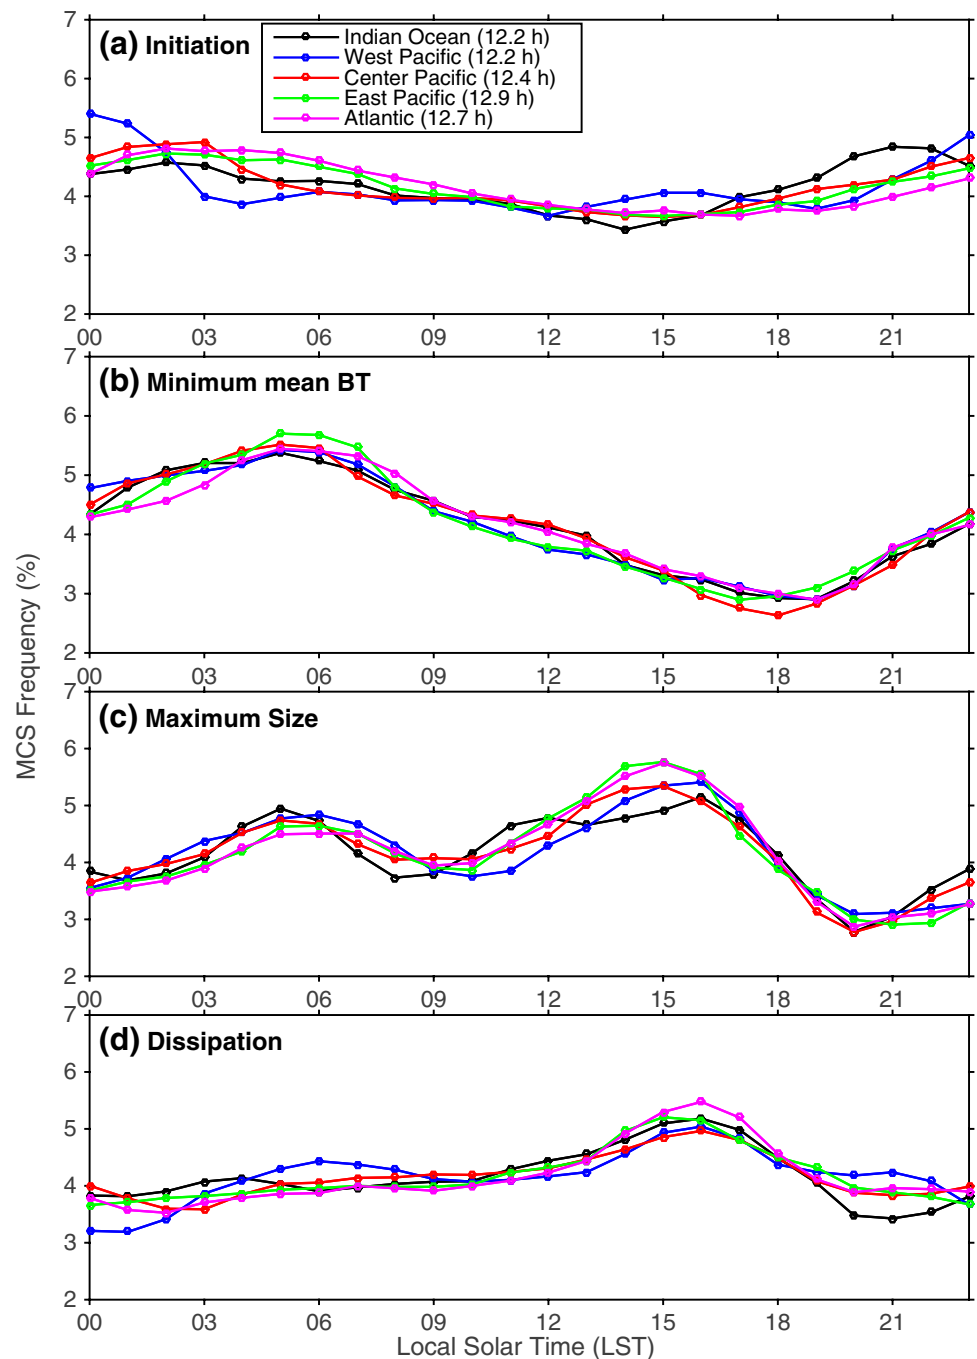 (a) Initiation
Indian Ocean (12.2 h)
West Pacific (12.2 h)
Center Pacific (12.4 h)
East Pacific (12.9 h)
Atlantic (12.7 h)
7
6
5
4
3
2
00 03 06 09 12 15 18 21
(b) Minimum mean BT
7
6
5
4
3
2
00 03 06 09 12 15 18 21
MCS Frequency (%)
(c) Maximum Size
7
6
5
4
3
2
00 03 06 09 12 15 18 21
(d) Dissipation
7
6
5
4
3
2
00 03 06 09 12 15 18 21
Local Solar Time (LST)